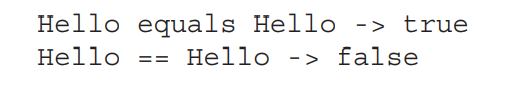 Hello equals Hello -> true
Hello == Hello -> false